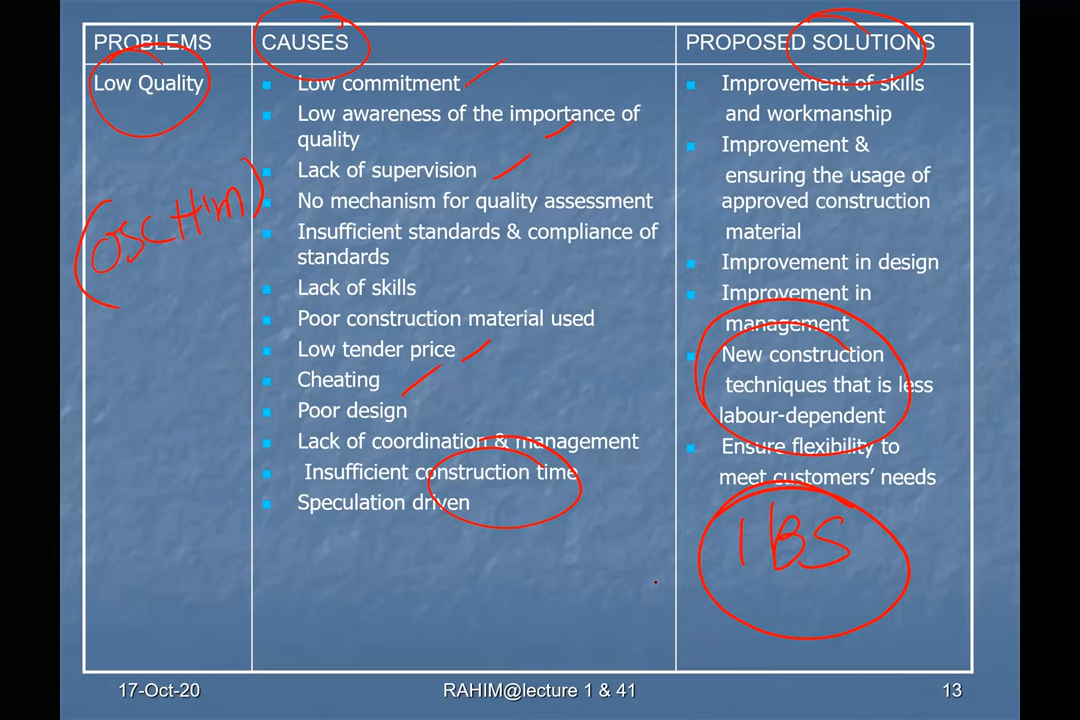 PROBLEMS
CAUSES
PROPOSED SOLUTIONS
Low Quality
Low commitment
Low awareness of the importance of
quality
Lack of supervision
No mechanism for quality assessment
Insufficient standards & compliance of
standards
Lack of skills
Poor construction material used
Low tender price
Cheating
Poor design
Lack of coordination & management
Insufficient construction time
Speculation driven
Improvement of skills
and workmanship
Improvement &
ensuring the usage of
approved construction
material
Improvement in design
Improvement in
management
New construction
techniques that is less
labour-dependent
Ensure flexibility to
meet customers’ needs
IBS
17-Oct-20
RAHIM@lecture 1 & 41
13